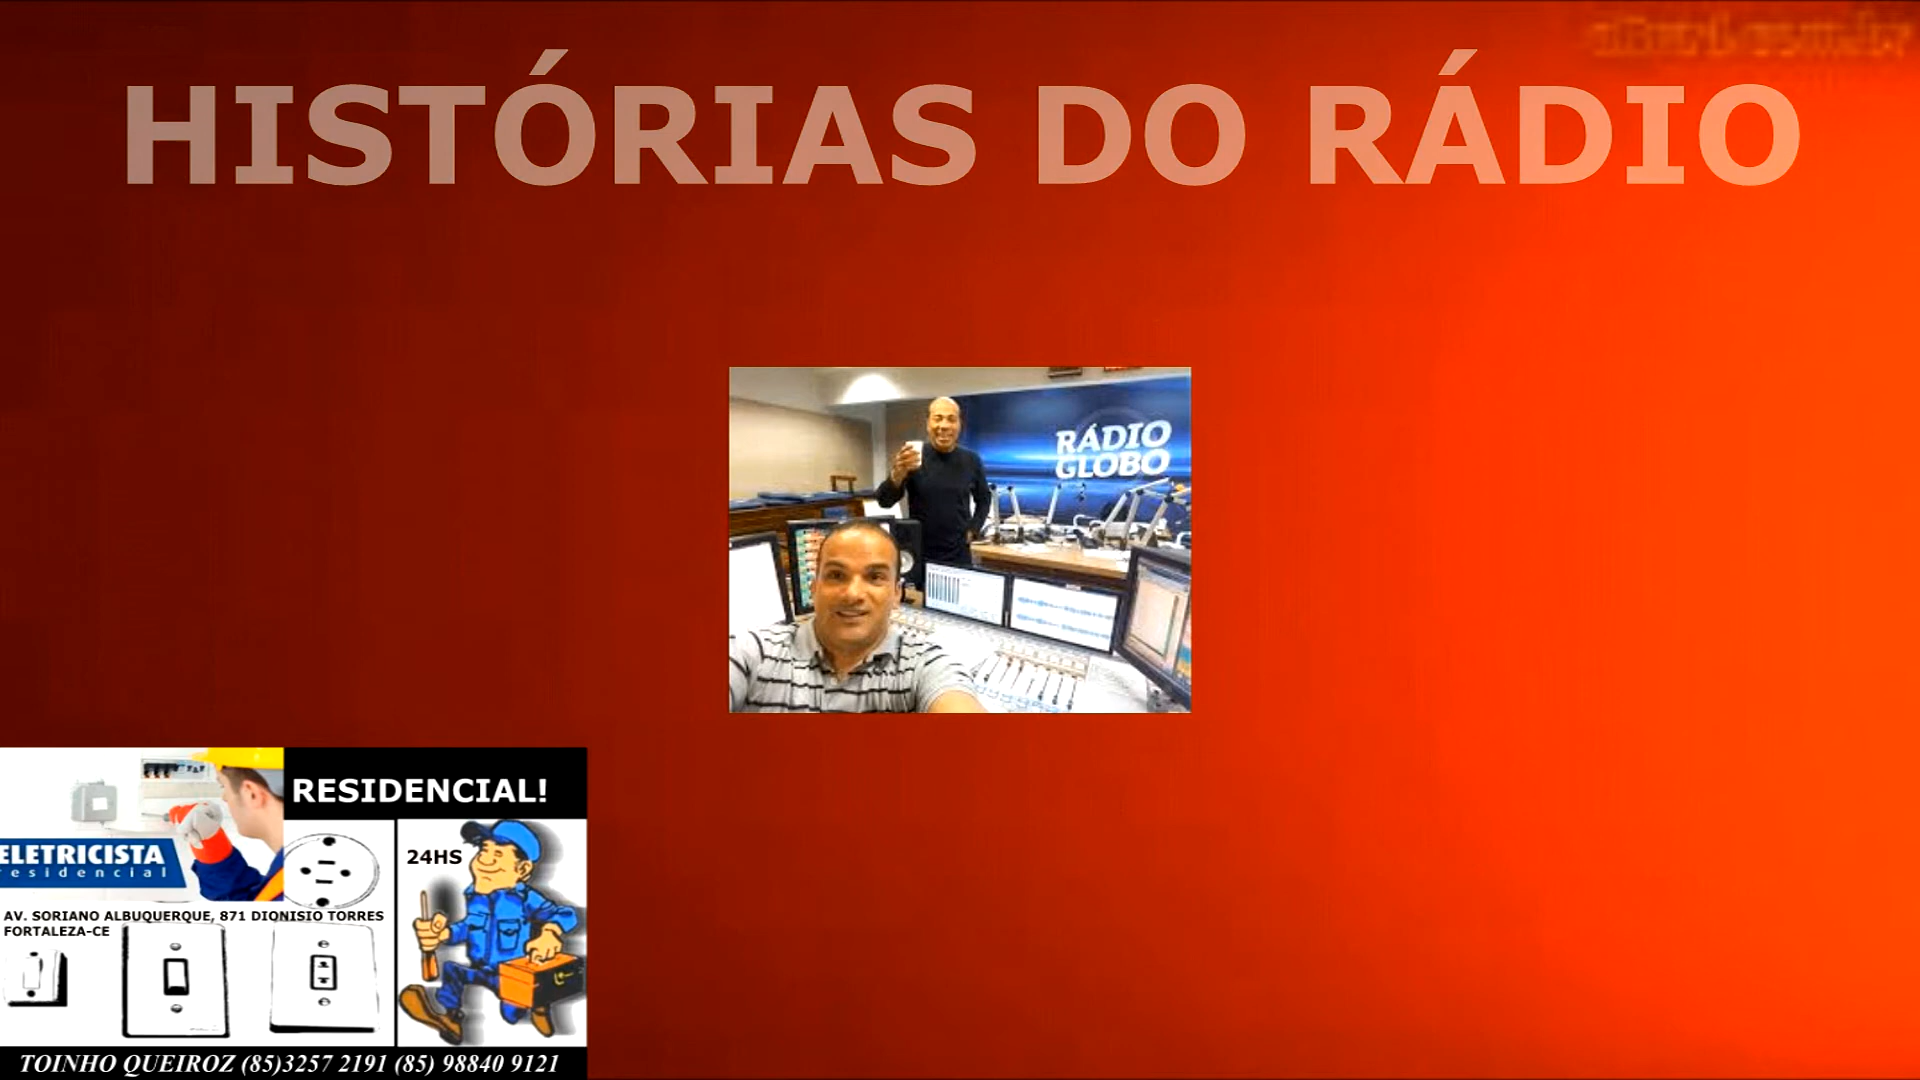 HISTÓRIAS DO RÁDIO
RÁDIO
GLOBO
RESIDENCIAL!
ELETRICISTA
residencial
24HS
AV. SORIANO ALBUQUERQUE, 871 DIONISIO TORRES
FORTALEZA-CE
TOINHO QUEIROZ (85)3257 2191 (85) 98840 9121